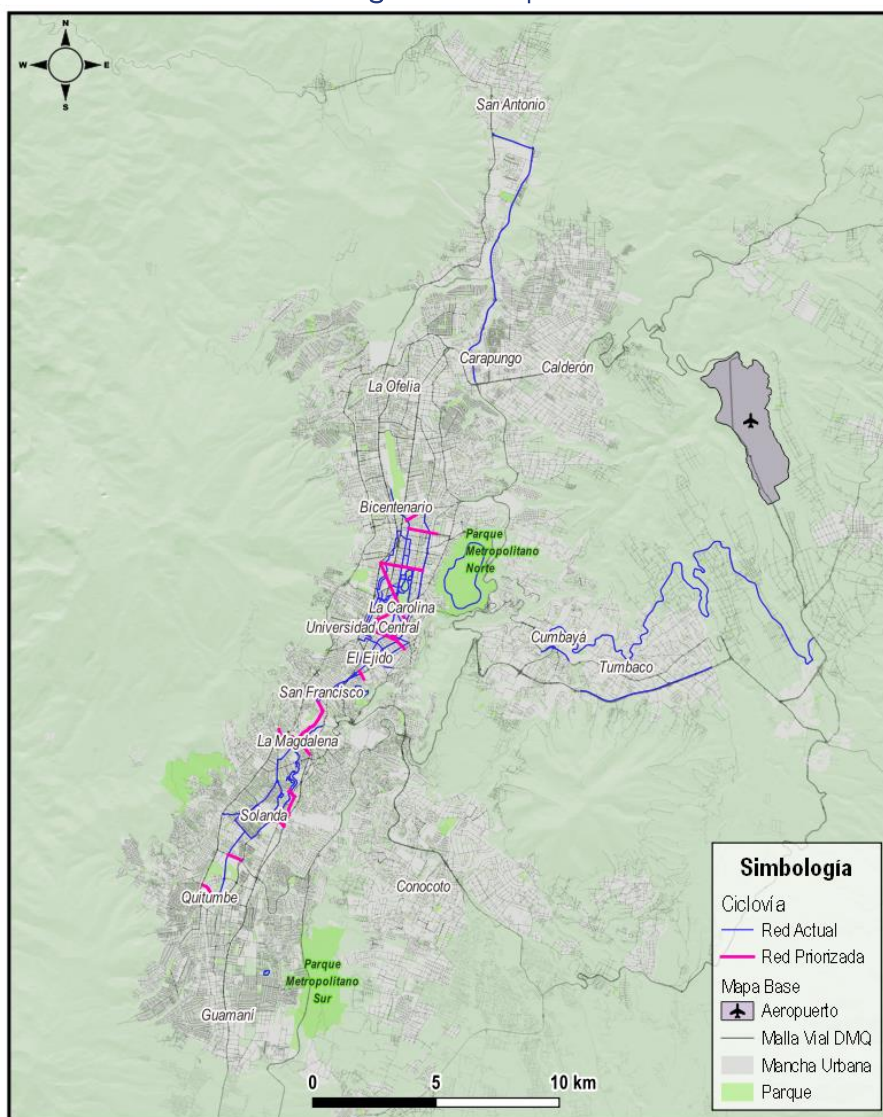 N
W
E
S
San Antonio
Carapungo
Calderón
La Ofelia
Bicentenario
Parque
Metropolitano
Norte
La Carolina
Universidad Central
El Ejido
Cumbayá
Tumbaco
San Francisco
La Magdalena
Solanda
Quitumbe
Conocoto
Parque
Metropolitano
Sur
Guamaní
0 5 10 km
Simbología
Ciclovía
Red Actual
Red Priorizada
Mapa Base
Aeropuerto
Malla Vial DMQ
Mancha Urbana
Parque